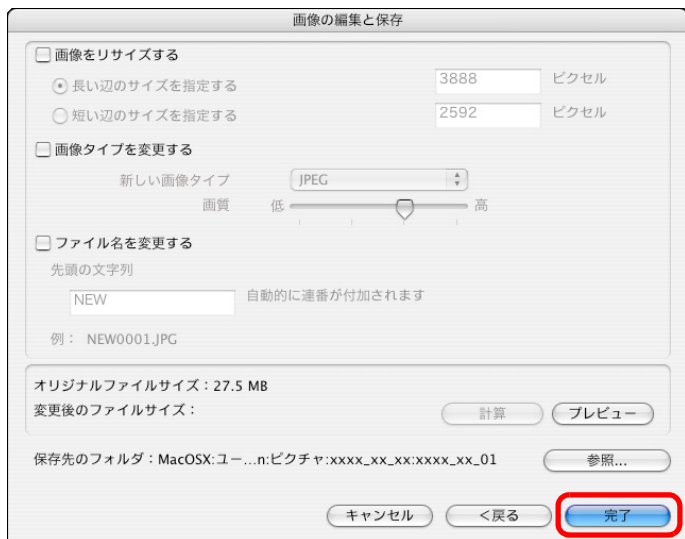 画像の編集と保存
画像をリサイズする
長い辺のサイズを指定する 3888 ピクセル
短い辺のサイズを指定する 2592 ピクセル
画像タイプを変更する
新しい画像タイプ JPEG
画質 低 高
ファイル名を変更する
先頭の文字列
NEW 自動的に連番が付加されます
例： NEW0001.JPG
オリジナルファイルサイズ：27.5 MB
変更後のファイルサイズ： 計算 プレビュー
保存先のフォルダ：MacOSX:ユー…n:ピクチャ:xxxx_xx_xx:xxxx_xx_01 参照...
キャンセル <戻る 完了